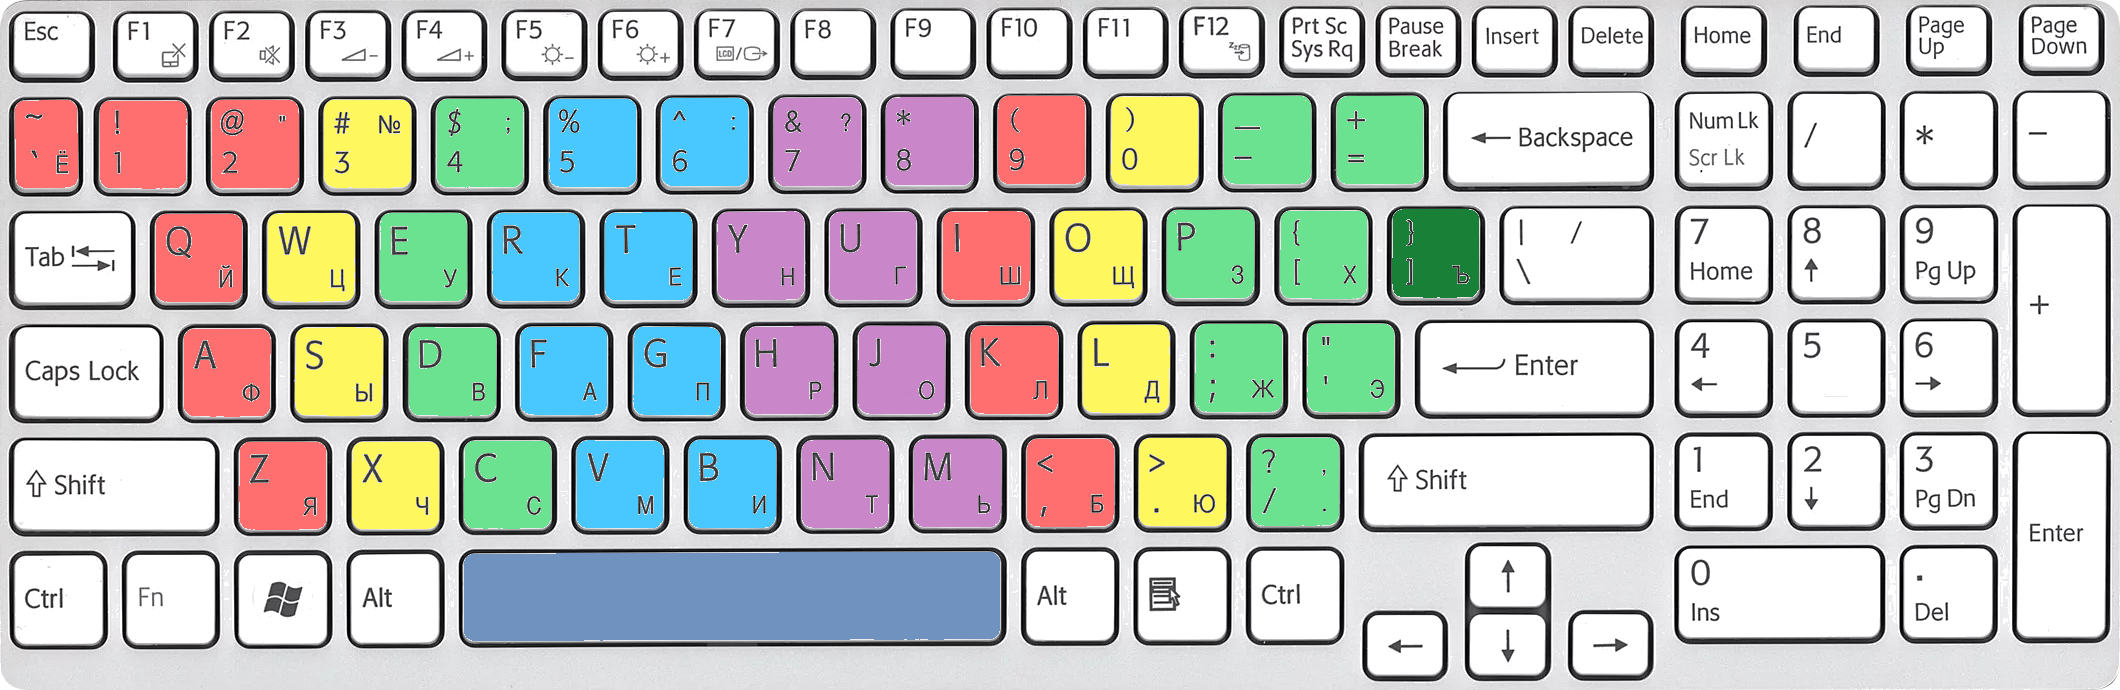 Esc F1 F2 F3 F4 F5 F6 F7 LCD F8 F9 F10 F11 F12 Prt Sc Pause Insert Delete Home End Page Page
Sys Rq Break Up Down
~ ! @ " # № $ ; % ^ : & ? * ( ) _ + ← Backspace Num Lk / * −
` Ё 1 2 3 4 5 6 7 8 9 0 - = Scr Lk
Tab Q W E R T Y U I O P { } | / 7 8 9 +
Й Ц У К Е Н Г Ш Щ З [ Х ] Ъ \ Home ↑ Pg Up
Caps Lock A S D F G H J K L : " Enter 4 5 6
Ф Ы В А П Р О Л Д ; Ж ' Э ← →
Shift Z X C V B N M < > ? , Shift 1 2 3 Enter
Я Ч С М И Т Ь , Б . Ю / . End ↓ Pg Dn
Ctrl Fn Alt Alt Ctrl ↑ 0 .
← ↓ → Ins Del